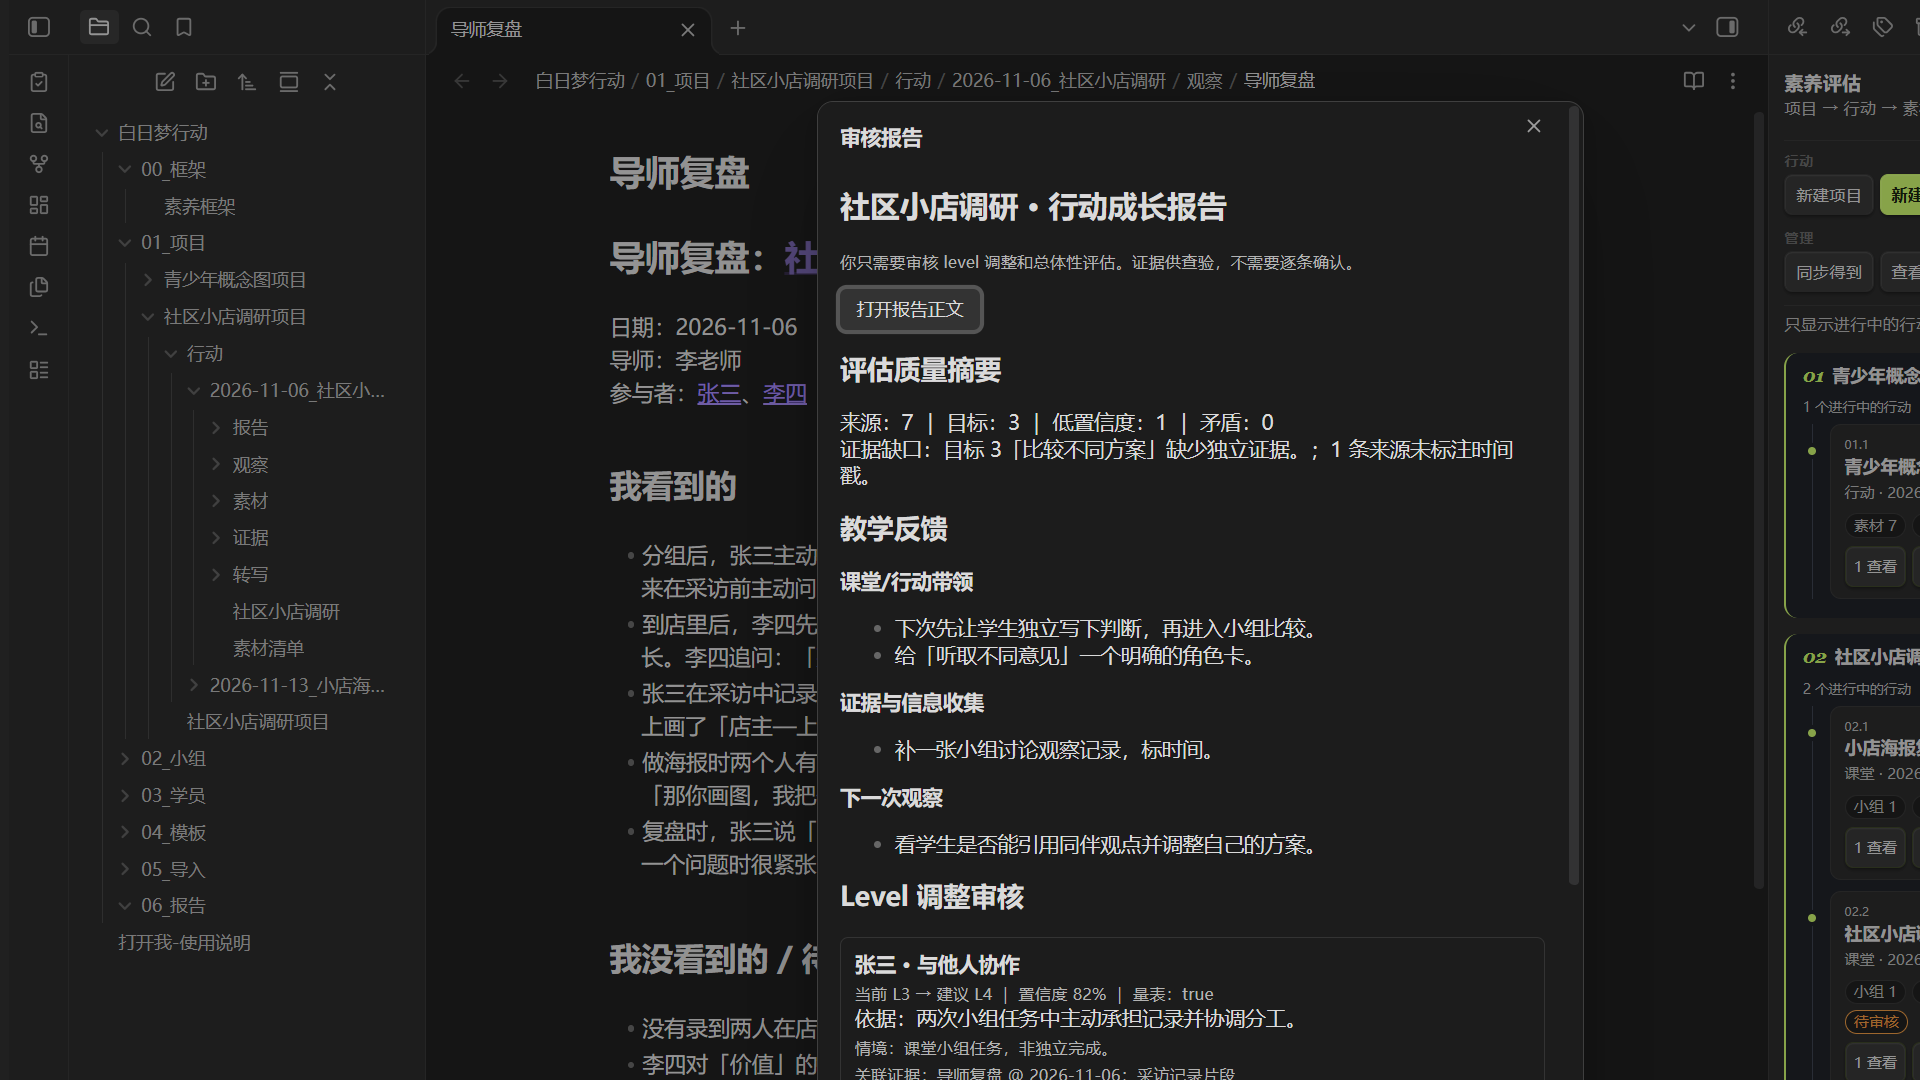 导师复盘
白日梦行动 / 01_项目 / 社区小店调研项目 / 行动 / 2026-11-06_社区小店调研 / 观察 / 导师复盘
白日梦行动
00_框架
素养框架
01_项目
青少年概念图项目
社区小店调研项目
行动
2026-11-06_社区小...
报告
观察
素材
证据
转写
社区小店调研
素材清单
2026-11-13_小店海...
社区小店调研项目
02_小组
03_学员
04_模板
05_导入
06_报告
打开我-使用说明
导师复盘
导师复盘：社
日期：2026-11-06
导师：李老师
参与者：张三、李四
我看到的
分组后，张三主动
来在采访前主动问
到店里后，李四先
长。李四追问：「
张三在采访中记录
上画了「店主—上
做海报时两个人有
「那你画图，我把
复盘时，张三说「
一个问题时很紧张
我没看到的 / 待
没有录到两人在店
李四对「价值」的
审核报告
社区小店调研 • 行动成长报告
你只需要审核 level 调整和总体性评估。证据供查验，不需要逐条确认。
打开报告正文
评估质量摘要
来源：7 ｜ 目标：3 ｜ 低置信度：1 ｜ 矛盾：0
证据缺口：目标 3「比较不同方案」缺少独立证据。；1 条来源未标注时间
戳。
教学反馈
课堂/行动带领
下次先让学生独立写下判断，再进入小组比较。
给「听取不同意见」一个明确的角色卡。
证据与信息收集
补一张小组讨论观察记录，标时间。
下一次观察
看学生是否能引用同伴观点并调整自己的方案。
Level 调整审核
张三 • 与他人协作
当前 L3 → 建议 L4 ｜ 置信度 82% ｜ 量表：true
依据：两次小组任务中主动承担记录并协调分工。
情境：课堂小组任务，非独立完成。
关联证据：导师复盘 @ 2026-11-06；采访记录片段
素养评估
项目 → 行动 → 素
行动
新建项目
新建
管理
同步得到
查看
只显示进行中的行动
01 青少年概念
1 个进行中的行动
01.1
青少年概念
行动 · 2026
素材 7
1 查看
02 社区小店调
2 个进行中的行动
02.1
小店海报
课堂 · 2026
小组 1
1 查看
02.2
社区小店调
课堂 · 2026
小组 1
待审核
1 查看